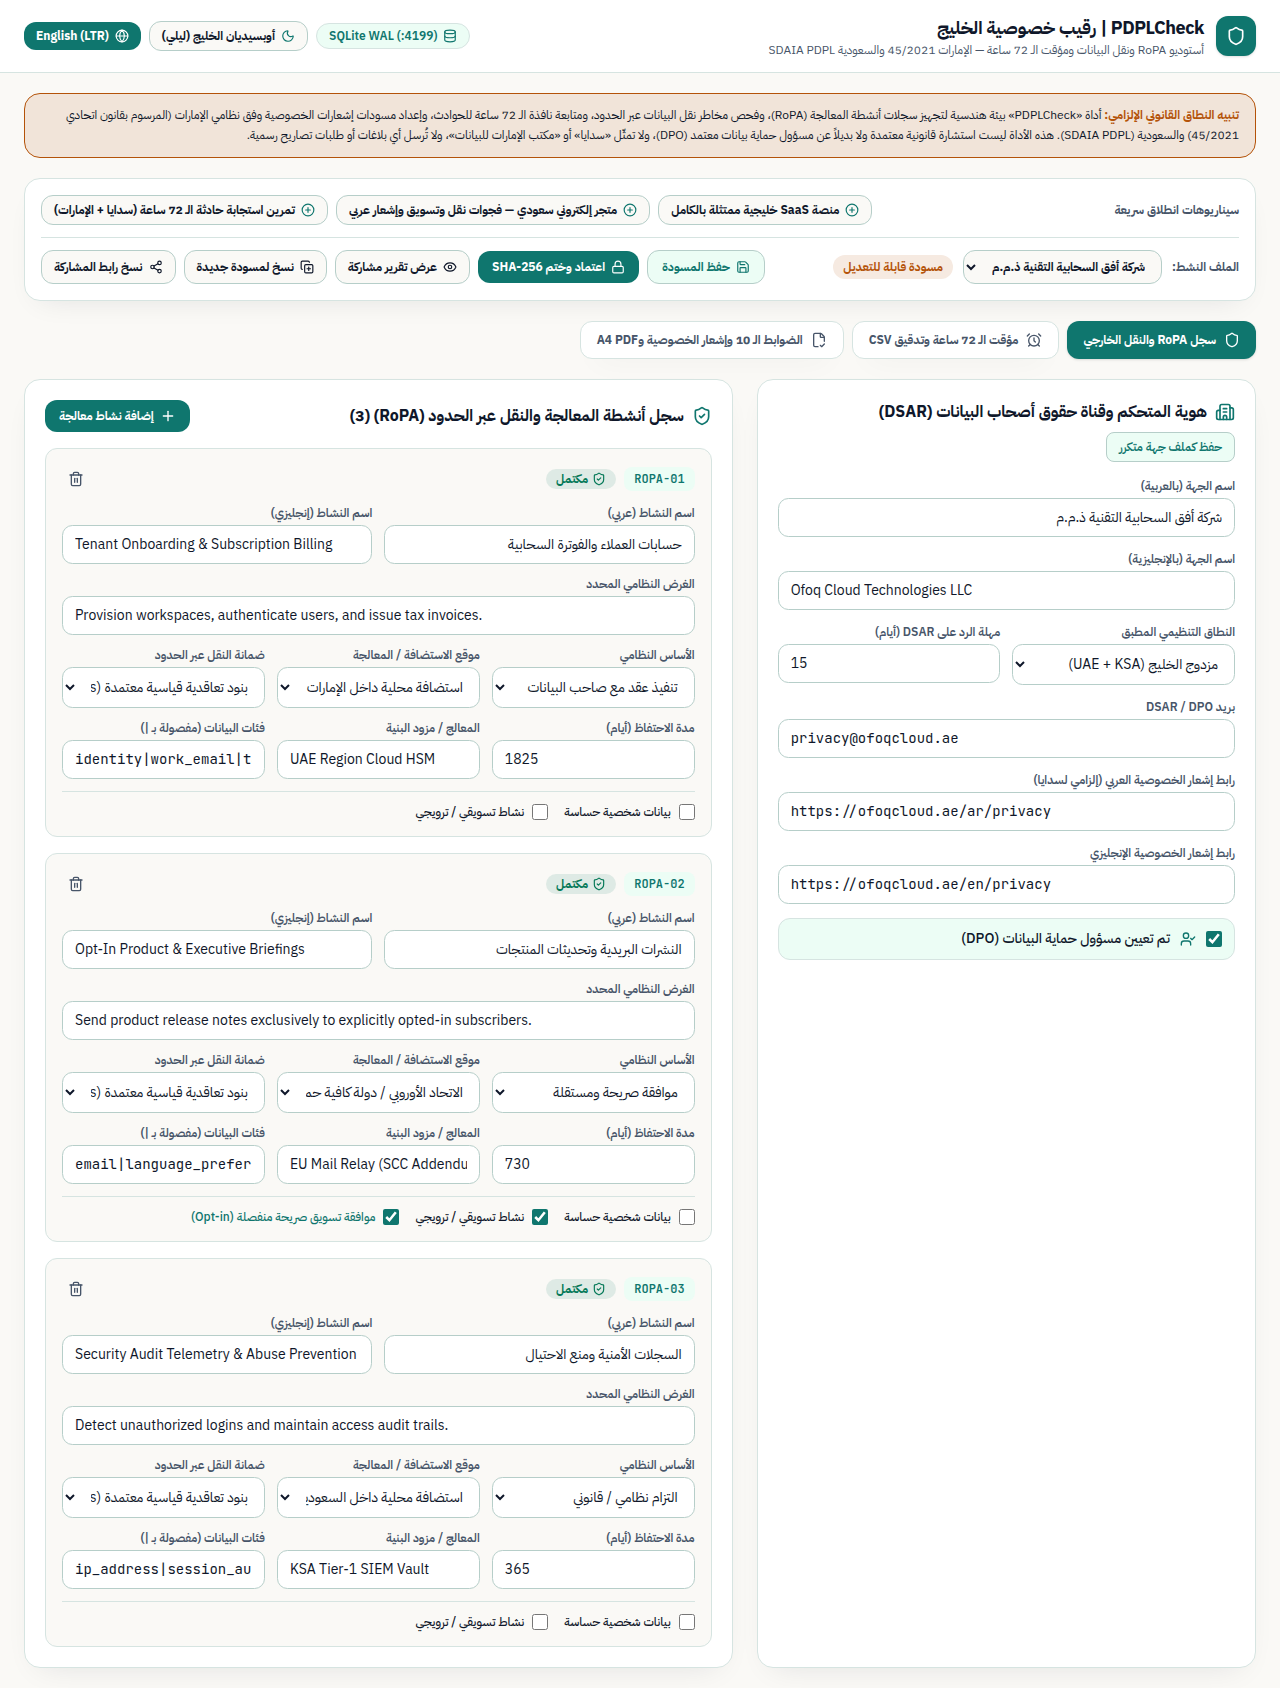 PDPLCheck | رقيب خصوصية الخليج
أستوديو RoPA ونقل البيانات ومؤقت الـ 72 ساعة — الإمارات 45/2021 والسعودية SDAIA PDPL
SQLite WAL (:4199)
أوبسيديان الخليج (ليلي)
English (LTR)
تنبيه النطاق القانوني الإلزامي: أداة «PDPLCheck» بيئة هندسية لتجهيز سجلات أنشطة المعالجة (RoPA)، وفحص مخاطر نقل البيانات عبر الحدود، ومتابعة نافذة الـ 72 ساعة للحوادث، وإعداد مسودات إشعارات الخصوصية وفق نظامي الإمارات (المرسوم بقانون اتحادي
45/2021) والسعودية (SDAIA PDPL). هذه الأداة ليست استشارة قانونية معتمدة ولا بديلاً عن مسؤول حماية بيانات معتمد (DPO)، ولا تمثّل «سدايا» أو «مكتب الإمارات للبيانات»، ولا تُرسل أي بلاغات أو طلبات تصاريح رسمية.
سيناريوهات انطلاق سريعة
منصة SaaS خليجية ممتثلة بالكامل
متجر إلكتروني سعودي — فجوات نقل وتسويق وإشعار عربي
تمرين استجابة حادثة الـ 72 ساعة (سدايا + الإمارات)
الملف النشط:
شركة أفق السحابية التقنية ذ.م.م
مسودة قابلة للتعديل
حفظ المسودة
اعتماد وختم SHA-256
عرض تقرير مشاركة
نسخ لمسودة جديدة
نسخ رابط المشاركة
سجل RoPA والنقل الخارجي
مؤقت الـ 72 ساعة وتدقيق CSV
الضوابط الـ 10 وإشعار الخصوصية وA4 PDF
هوية المتحكم وقناة حقوق أصحاب البيانات (DSAR)
حفظ كملف جهة متكرر
اسم الجهة (بالعربية)
شركة أفق السحابية التقنية ذ.م.م
اسم الجهة (بالإنجليزية)
Ofoq Cloud Technologies LLC
النطاق التنظيمي المطبق
مهلة الرد على DSAR (أيام)
مزدوج الخليج (UAE + KSA)
15
بريد DSAR / DPO
privacy@ofoqcloud.ae
رابط إشعار الخصوصية العربي (إلزامي لسدايا)
https://ofoqcloud.ae/ar/privacy
رابط إشعار الخصوصية الإنجليزي
https://ofoqcloud.ae/en/privacy
تم تعيين مسؤول حماية البيانات (DPO)
سجل أنشطة المعالجة والنقل عبر الحدود (RoPA) (3)
إضافة نشاط معالجة
ROPA-01
مكتمل
اسم النشاط (عربي)
اسم النشاط (إنجليزي)
حسابات العملاء والفوترة السحابية
Tenant Onboarding & Subscription Billing
الغرض النظامي المحدد
Provision workspaces, authenticate users, and issue tax invoices.
الأساس النظامي
موقع الاستضافة / المعالجة
ضمانة النقل عبر الحدود
تنفيذ عقد مع صاحب البيانات
استضافة محلية داخل الإمارات
بنود تعاقدية قياسية معتمدة (s
مدة الاحتفاظ (أيام)
المعالج / مزود البنية
فئات البيانات (مفصولة بـ |)
1825
UAE Region Cloud HSM
identity|work_email|t
بيانات شخصية حساسة
نشاط تسويقي / ترويجي
ROPA-02
مكتمل
اسم النشاط (عربي)
اسم النشاط (إنجليزي)
النشرات البريدية وتحديثات المنتجات
Opt-In Product & Executive Briefings
الغرض النظامي المحدد
Send product release notes exclusively to explicitly opted-in subscribers.
الأساس النظامي
موقع الاستضافة / المعالجة
ضمانة النقل عبر الحدود
موافقة صريحة ومستقلة
الاتحاد الأوروبي / دولة كافية حم
بنود تعاقدية قياسية معتمدة (s
مدة الاحتفاظ (أيام)
المعالج / مزود البنية
فئات البيانات (مفصولة بـ |)
730
EU Mail Relay (SCC Addendu
email|language_prefer
بيانات شخصية حساسة
نشاط تسويقي / ترويجي
موافقة تسويق صريحة منفصلة (Opt-in)
ROPA-03
مكتمل
اسم النشاط (عربي)
اسم النشاط (إنجليزي)
السجلات الأمنية ومنع الاحتيال
Security Audit Telemetry & Abuse Prevention
الغرض النظامي المحدد
Detect unauthorized logins and maintain access audit trails.
الأساس النظامي
موقع الاستضافة / المعالجة
ضمانة النقل عبر الحدود
التزام نظامي / قانوني
استضافة محلية داخل السعودية
بنود تعاقدية قياسية معتمدة (s
مدة الاحتفاظ (أيام)
المعالج / مزود البنية
فئات البيانات (مفصولة بـ |)
365
KSA Tier-1 SIEM Vault
ip_address|session_au
بيانات شخصية حساسة
نشاط تسويقي / ترويجي